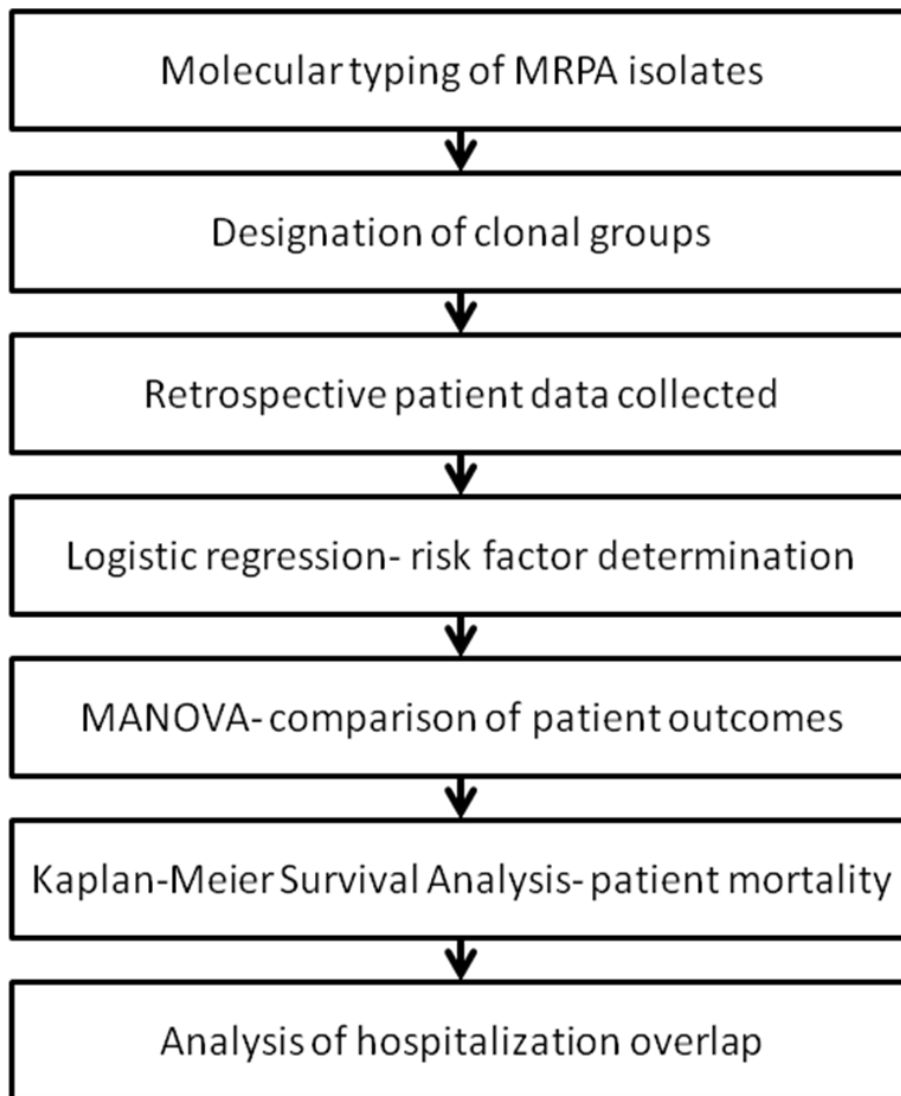 Molecular typing of MRPA isolates
Designation of clonal groups
Retrospective patient data collected
Logistic regression- risk factor determination
MANOVA- comparison of patient outcomes
Kaplan-Meier Survival Analysis- patient mortality
Analysis of hospitalization overlap